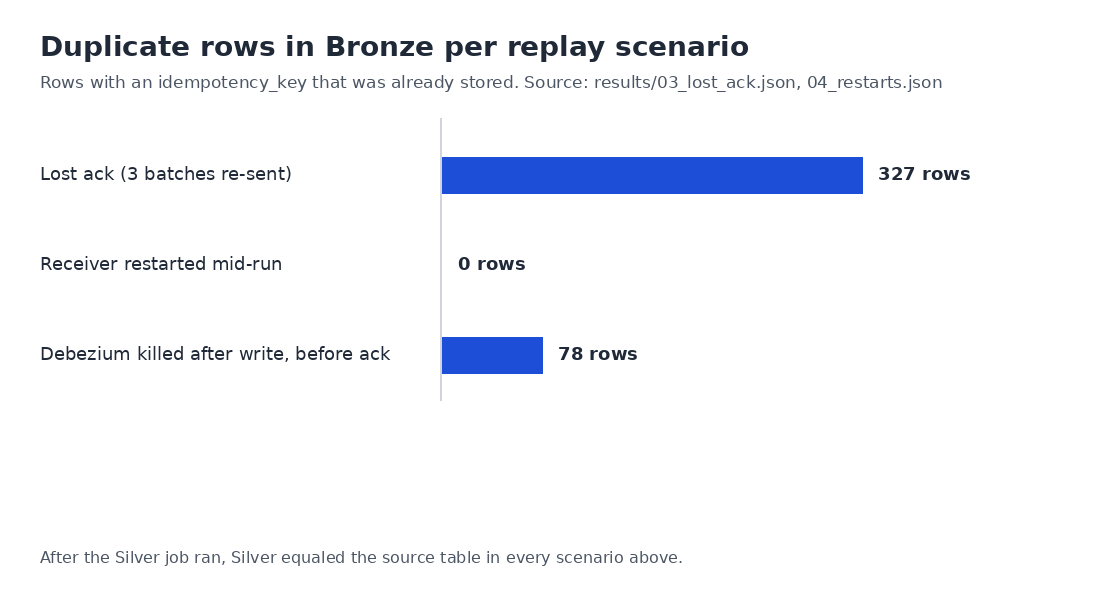 Duplicate rows in Bronze per replay scenario
Rows with an idempotency_key that was already stored. Source: results/03_lost_ack.json, 04_restarts.json
Lost ack (3 batches re-sent)
327 rows
Receiver restarted mid-run
0 rows
Debezium killed after write, before ack
78 rows
After the Silver job ran, Silver equaled the source table in every scenario above.